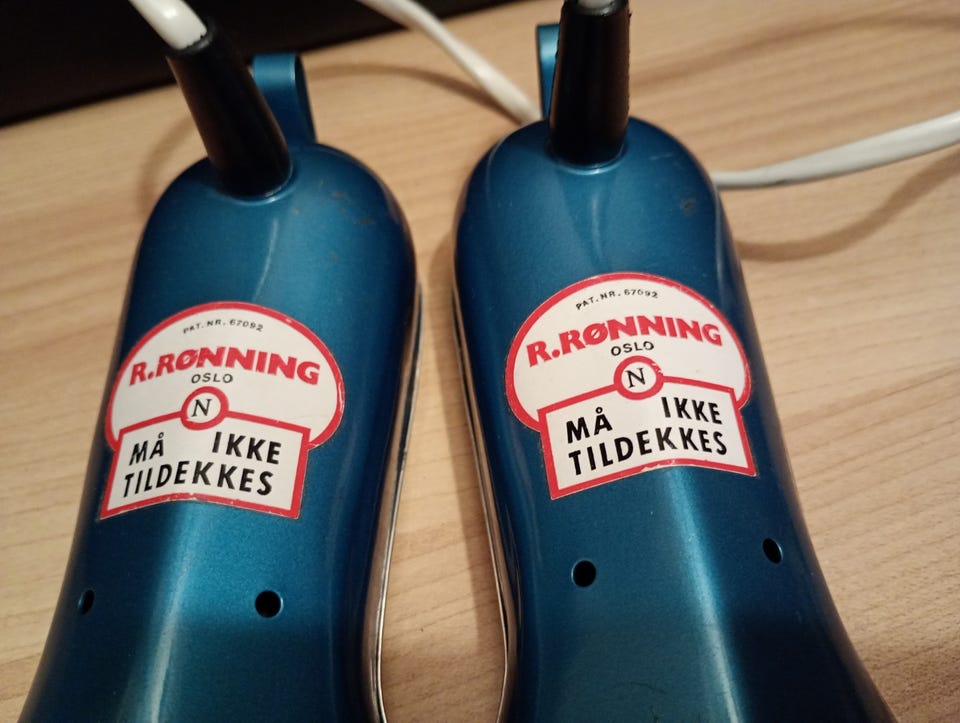 PAT. NR. 67092
R.RØNNING
OSLO
N
MÅ IKKE
TILDEKKES
PAT. NR. 67092
R.RØNNING
OSLO
N
MÅ IKKE
TILDEKKES